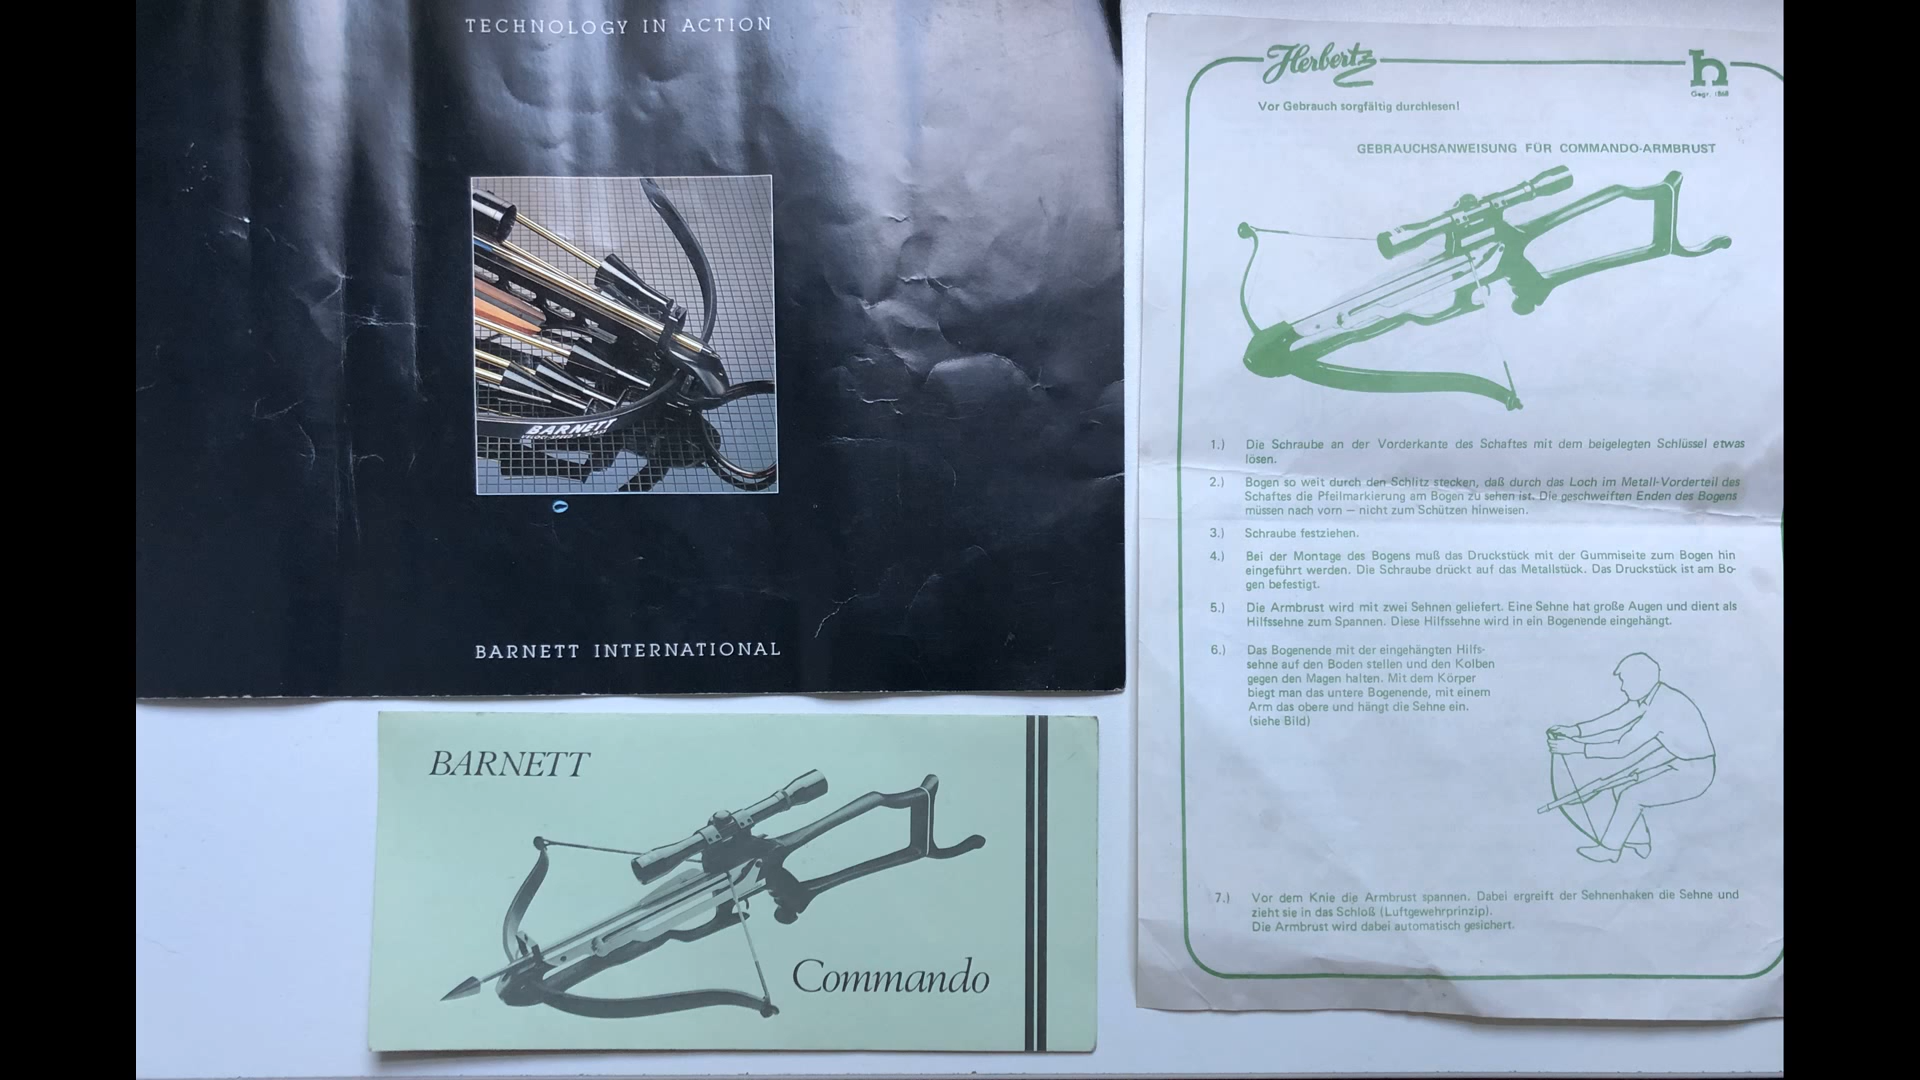 TECHNOLOGY IN ACTION
BARNETT
BARNETT INTERNATIONAL
BARNETT
Commando
Herbertz
h
Gegr. 1868
Vor Gebrauch sorgfältig durchlesen!
GEBRAUCHSANWEISUNG FÜR COMMANDO-ARMBRUST
1.) Die Schraube an der Vorderkante des Schaftes mit dem beigelegten Schlüssel etwas
lösen.
2.) Bogen so weit durch den Schlitz stecken, daß durch das Loch im Metall-Vorderteil des
Schaftes die Pfeilmarkierung am Bogen zu sehen ist. Die geschweiften Enden des Bogens
müssen nach vorn — nicht zum Schützen hinweisen.
3.) Schraube festziehen.
4.) Bei der Montage des Bogens muß das Druckstück mit der Gummiseite zum Bogen hin
eingeführt werden. Die Schraube drückt auf das Metallstück. Das Druckstück ist am Bo-
gen befestigt.
5.) Die Armbrust wird mit zwei Sehnen geliefert. Eine Sehne hat große Augen und dient als
Hilfssehne zum Spannen. Diese Hilfssehne wird in ein Bogenende eingehängt.
6.) Das Bogenende mit der eingehängten Hilfs-
sehne auf den Boden stellen und den Kolben
gegen den Magen halten. Mit dem Körper
biegt man das untere Bogenende, mit einem
Arm das obere und hängt die Sehne ein.
(siehe Bild)
7.) Vor dem Knie die Armbrust spannen. Dabei ergreift der Sehnenhaken die Sehne und
zieht sie in das Schloß (Luftgewehrprinzip).
Die Armbrust wird dabei automatisch gesichert.